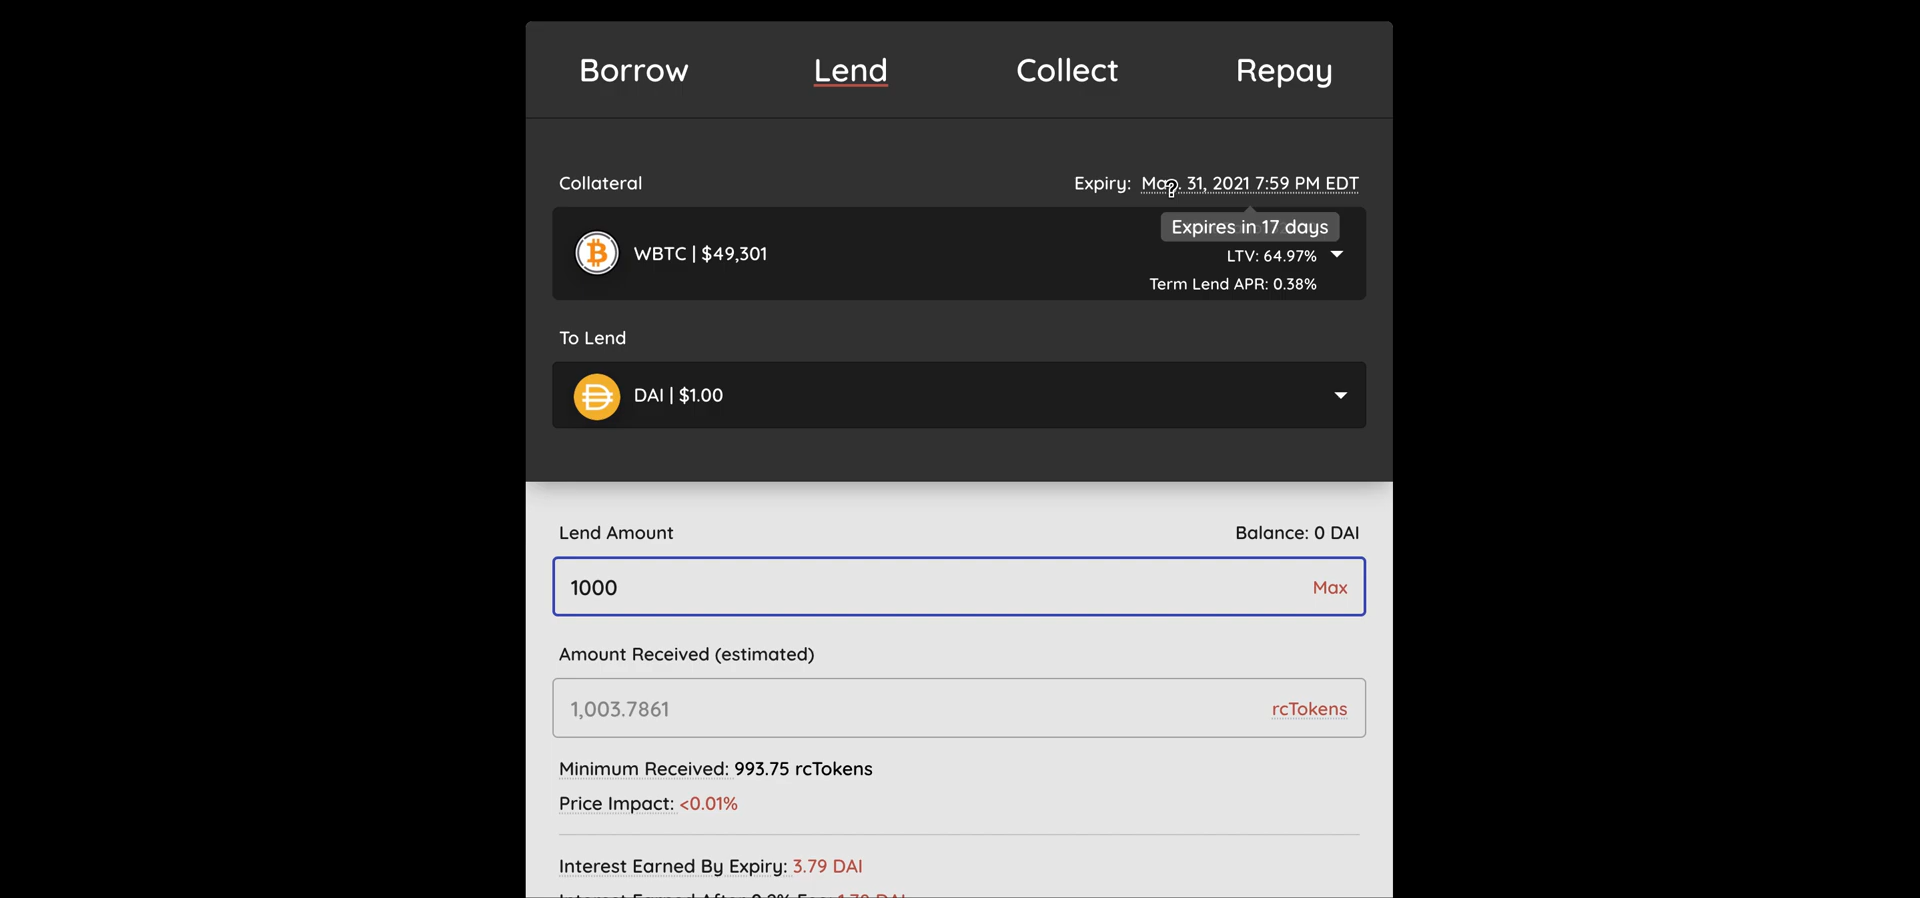 Borrow Lend Collect Repay
Collateral Expiry: 31, 2021 7:59 PM EDT
Expires in 17 days
WBTC | $49,301
LTV: 64.97%
Term Lend APR: 0.38%
To Lend
DAI | $1.00
Lend Amount Balance: 0 DAI
1000 Max
Amount Received (estimated)
1,003.7861 rcTokens
Minimum Received: 993.75 rcTokens
Price Impact: <0.01%
Interest Earned By Expiry: 3.79 DAI